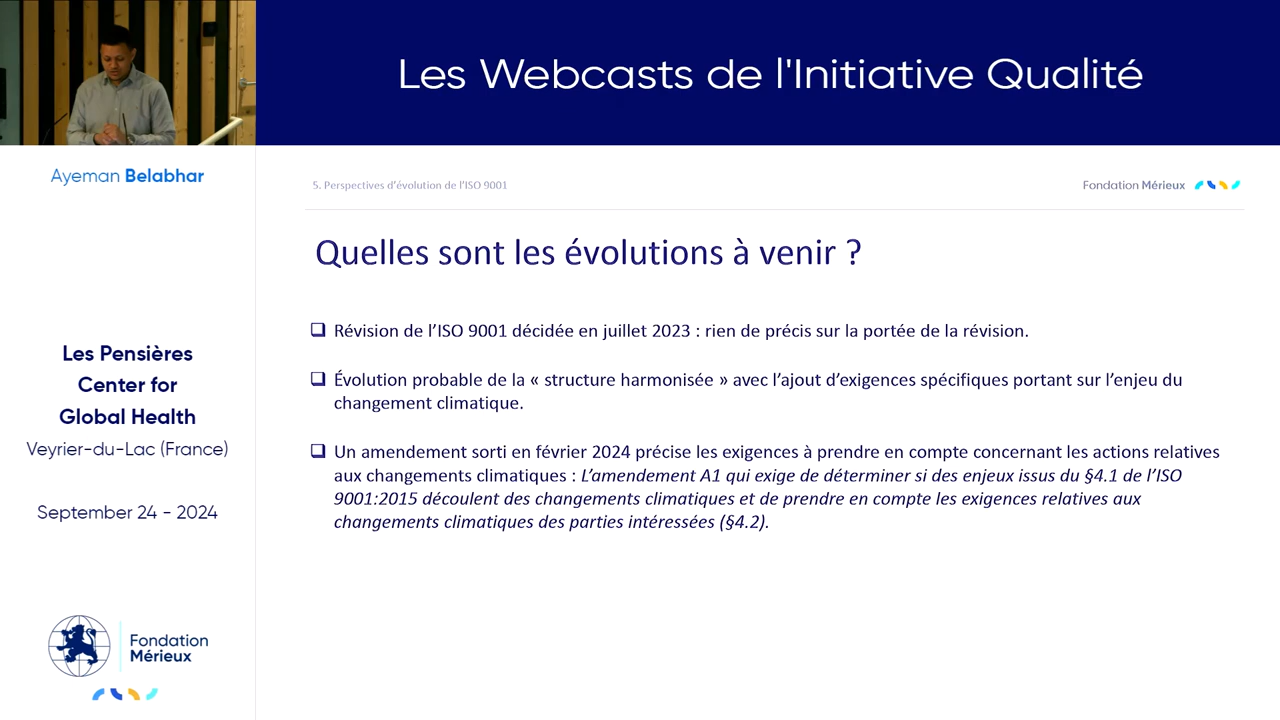 Les Webcasts de l'Initiative Qualité
Ayeman Belabhar
Les Pensières
Center for
Global Health
Veyrier-du-Lac (France)
September 24 - 2024
Fondation
Mérieux
5. Perspectives d’évolution de l’ISO 9001
Fondation Mérieux
Quelles sont les évolutions à venir ?
Révision de l’ISO 9001 décidée en juillet 2023 : rien de précis sur la portée de la révision.
Évolution probable de la « structure harmonisée » avec l’ajout d’exigences spécifiques portant sur l’enjeu du
changement climatique.
Un amendement sorti en février 2024 précise les exigences à prendre en compte concernant les actions relatives
aux changements climatiques : L’amendement A1 qui exige de déterminer si des enjeux issus du §4.1 de l’ISO
9001:2015 découlent des changements climatiques et de prendre en compte les exigences relatives aux
changements climatiques des parties intéressées (§4.2).